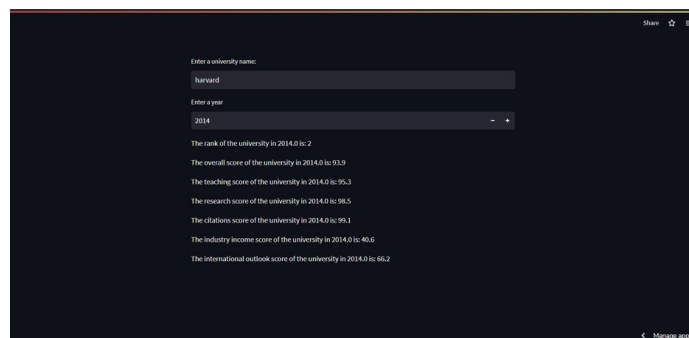 Share
Enter a university name:
harvard
Enter a year
2014
The rank of the university in 2014.0 is: 2
The overall score of the university in 2014.0 is: 93.9
The teaching score of the university in 2014.0 is: 95.3
The research score of the university in 2014.0 is: 98.5
The citations score of the university in 2014.0 is: 99.1
The industry income score of the university in 2014.0 is: 40.6
The international outlook score of the university in 2014.0 is: 66.2
Manage app